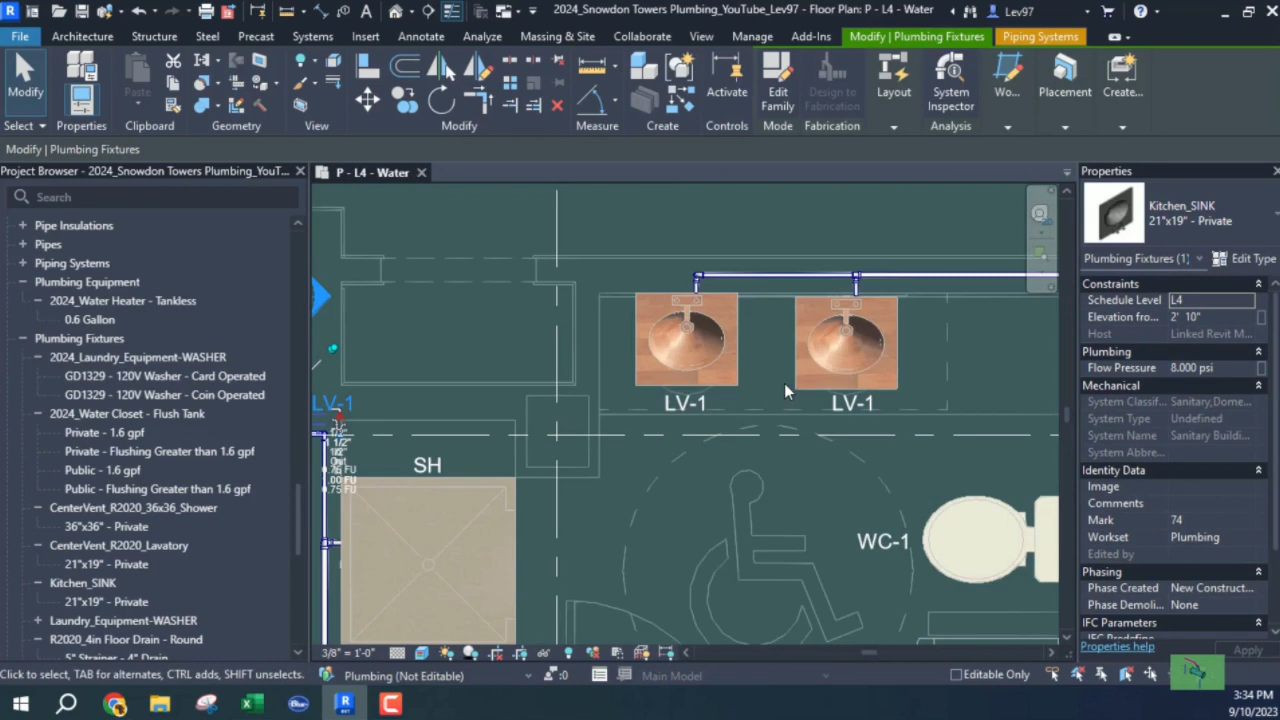 2024_Snowdon Towers Plumbing_YouTube_Lev97 - Floor Plan: P - L4 - Water
Lev97
File Architecture Structure Steel Precast Systems Insert Annotate Analyze Massing & Site Collaborate View Manage Add-Ins Modify | Plumbing Fixtures Piping Systems
Modify Paste Activate Edit Family Design to Fabrication Layout System Inspector Wo... Placement Create...
Select Properties Clipboard Geometry View Modify Measure Create Controls Mode Fabrication Analysis
Modify | Plumbing Fixtures
Project Browser - 2024_Snowdon Towers Plumbing_YouT...
P - L4 - Water
Properties
Search
Pipe Insulations
Pipes
Piping Systems
Plumbing Equipment
2024_Water Heater - Tankless
0.6 Gallon
Plumbing Fixtures
2024_Laundry_Equipment-WASHER
GD1329 - 120V Washer - Card Operated
GD1329 - 120V Washer - Coin Operated
2024_Water Closet - Flush Tank
Private - 1.6 gpf
Private - Flushing Greater than 1.6 gpf
Public - 1.6 gpf
Public - Flushing Greater than 1.6 gpf
CenterVent_R2020_36x36_Shower
36"x36" - Private
CenterVent_R2020_Lavatory
21"x19" - Private
Kitchen_SINK
21"x19" - Private
Laundry_Equipment-WASHER
R2020_4in Floor Drain - Round
5" Strainer - 4" Drain
LV-1
LV-1
LV-1
SH
WC-1
Kitchen_SINK
21"x19" - Private
Plumbing Fixtures (1) Edit Type
Constraints
Schedule Level L4
Elevation fro... 2' 10"
Host Linked Revit M...
Plumbing
Flow Pressure 8.000 psi
Mechanical
System Classif... Sanitary,Dome...
System Type Undefined
System Name Sanitary Buildi...
System Abbre...
Identity Data
Image
Comments
Mark 74
Workset Plumbing
Edited by
Phasing
Phase Created New Construct...
Phase Demoli... None
IFC Parameters
Properties help Apply
3/8" = 1'-0"
Click to select, TAB for alternates, CTRL adds, SHIFT unselects.
Plumbing (Not Editable)
:0
Main Model
Editable Only
3:34 PM
9/10/2023